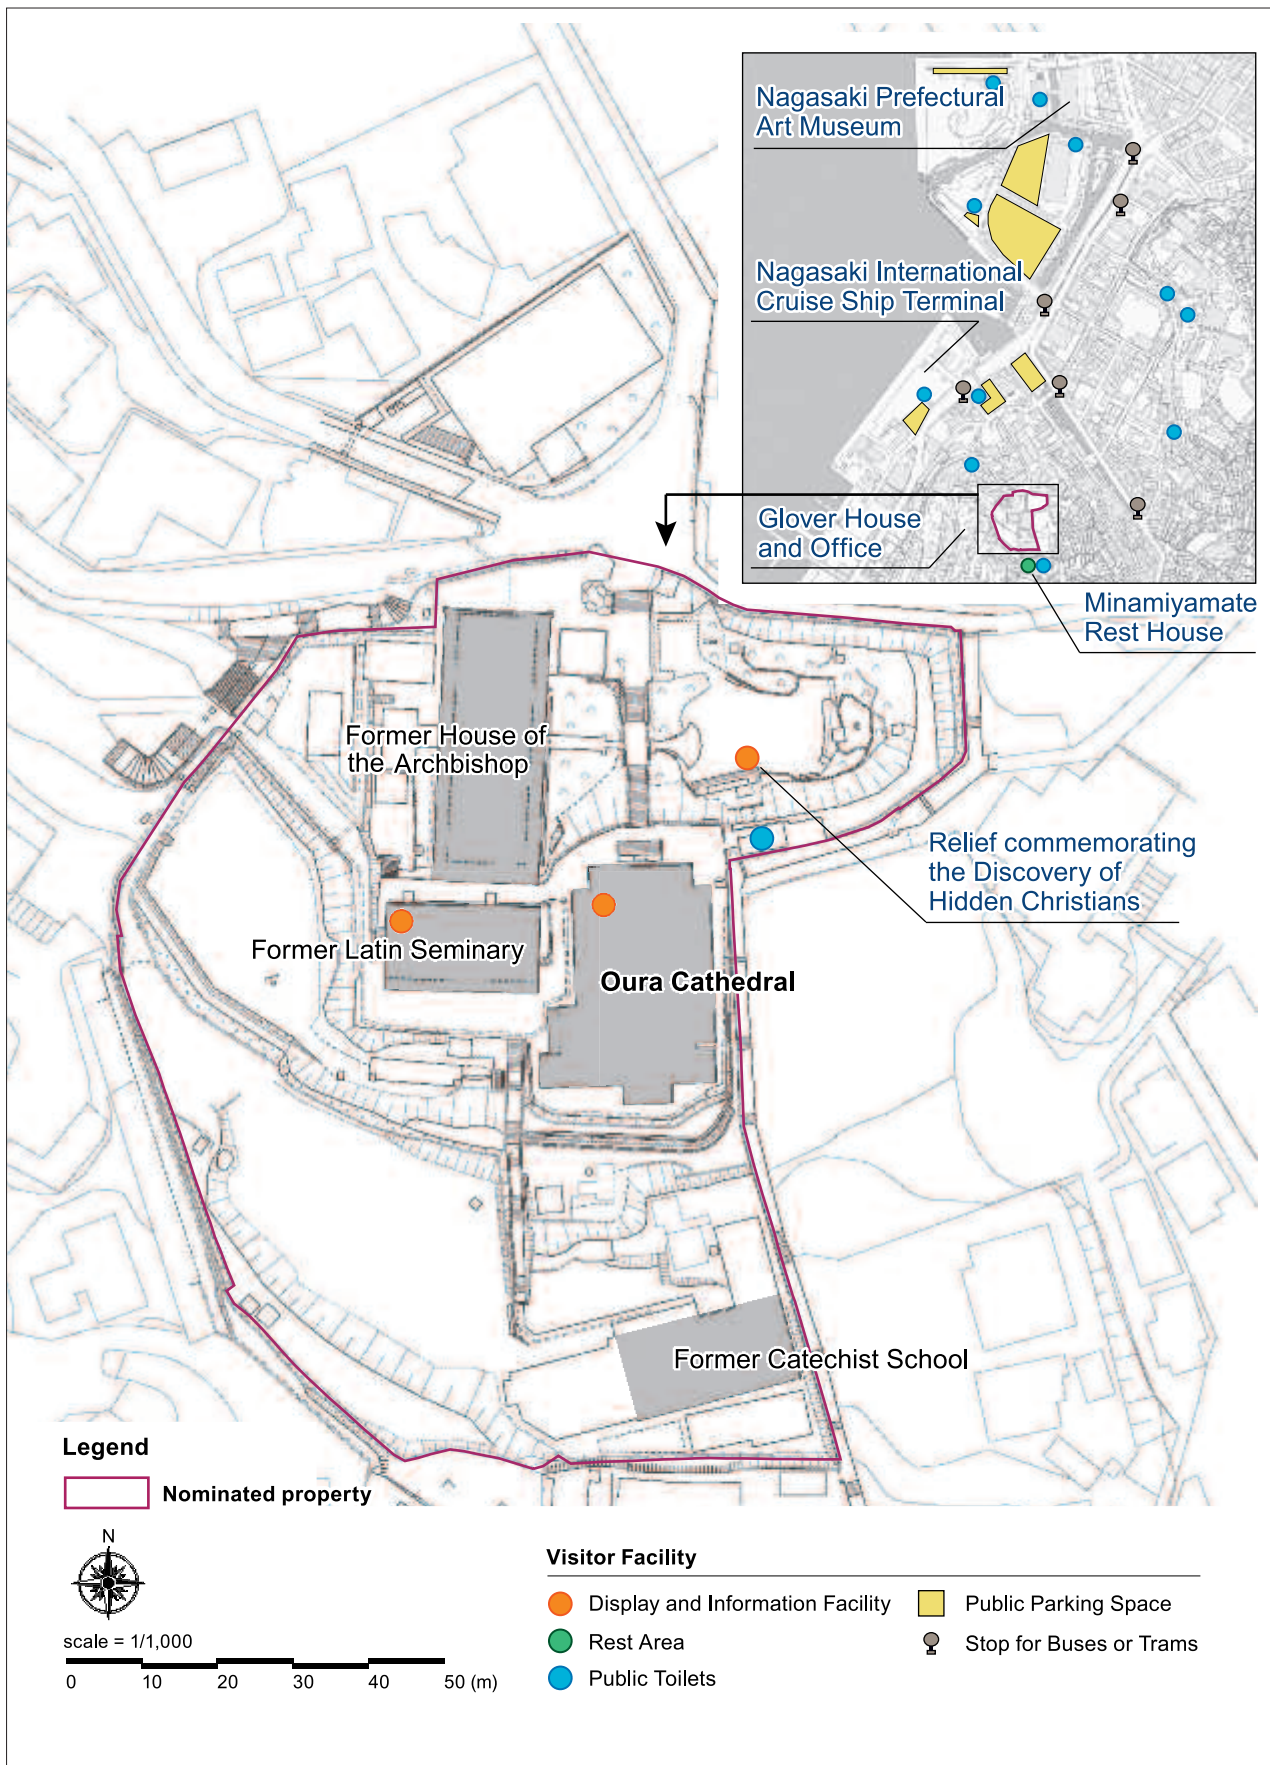 Nagasaki Prefectural
Art Museum
Nagasaki International
Cruise Ship Terminal
Glover House
and Office
Minamiyamate
Rest House
Former House of
the Archbishop
Relief commemorating
the Discovery of
Hidden Christians
Former Latin Seminary
Oura Cathedral
Former Catechist School
Legend
Nominated property
N
scale = 1/1,000
0 10 20 30 40 50 (m)
Visitor Facility
Display and Information Facility
Rest Area
Public Toilets
Public Parking Space
Stop for Buses or Trams